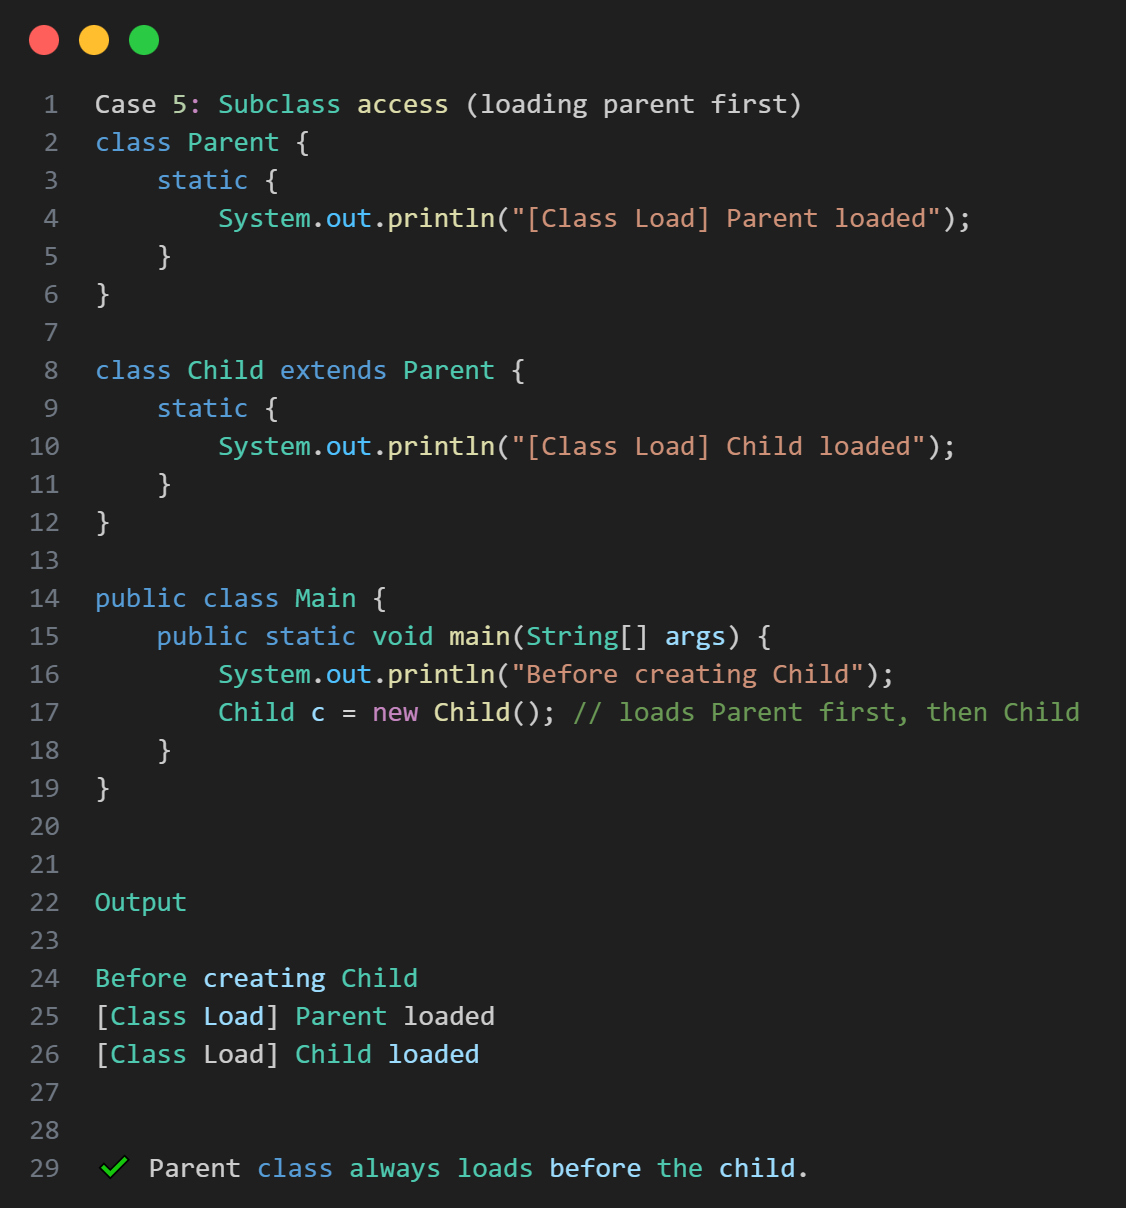 1 Case 5: Subclass access (loading parent first)
2 class Parent {
3     static {
4         System.out.println("[Class Load] Parent loaded");
5     }
6 }
7
8 class Child extends Parent {
9     static {
10         System.out.println("[Class Load] Child loaded");
11     }
12 }
13
14 public class Main {
15     public static void main(String[] args) {
16         System.out.println("Before creating Child");
17         Child c = new Child(); // loads Parent first, then Child
18     }
19 }
20
21
22 Output
23
24 Before creating Child
25 [Class Load] Parent loaded
26 [Class Load] Child loaded
27
28
29 ✔ Parent class always loads before the child.